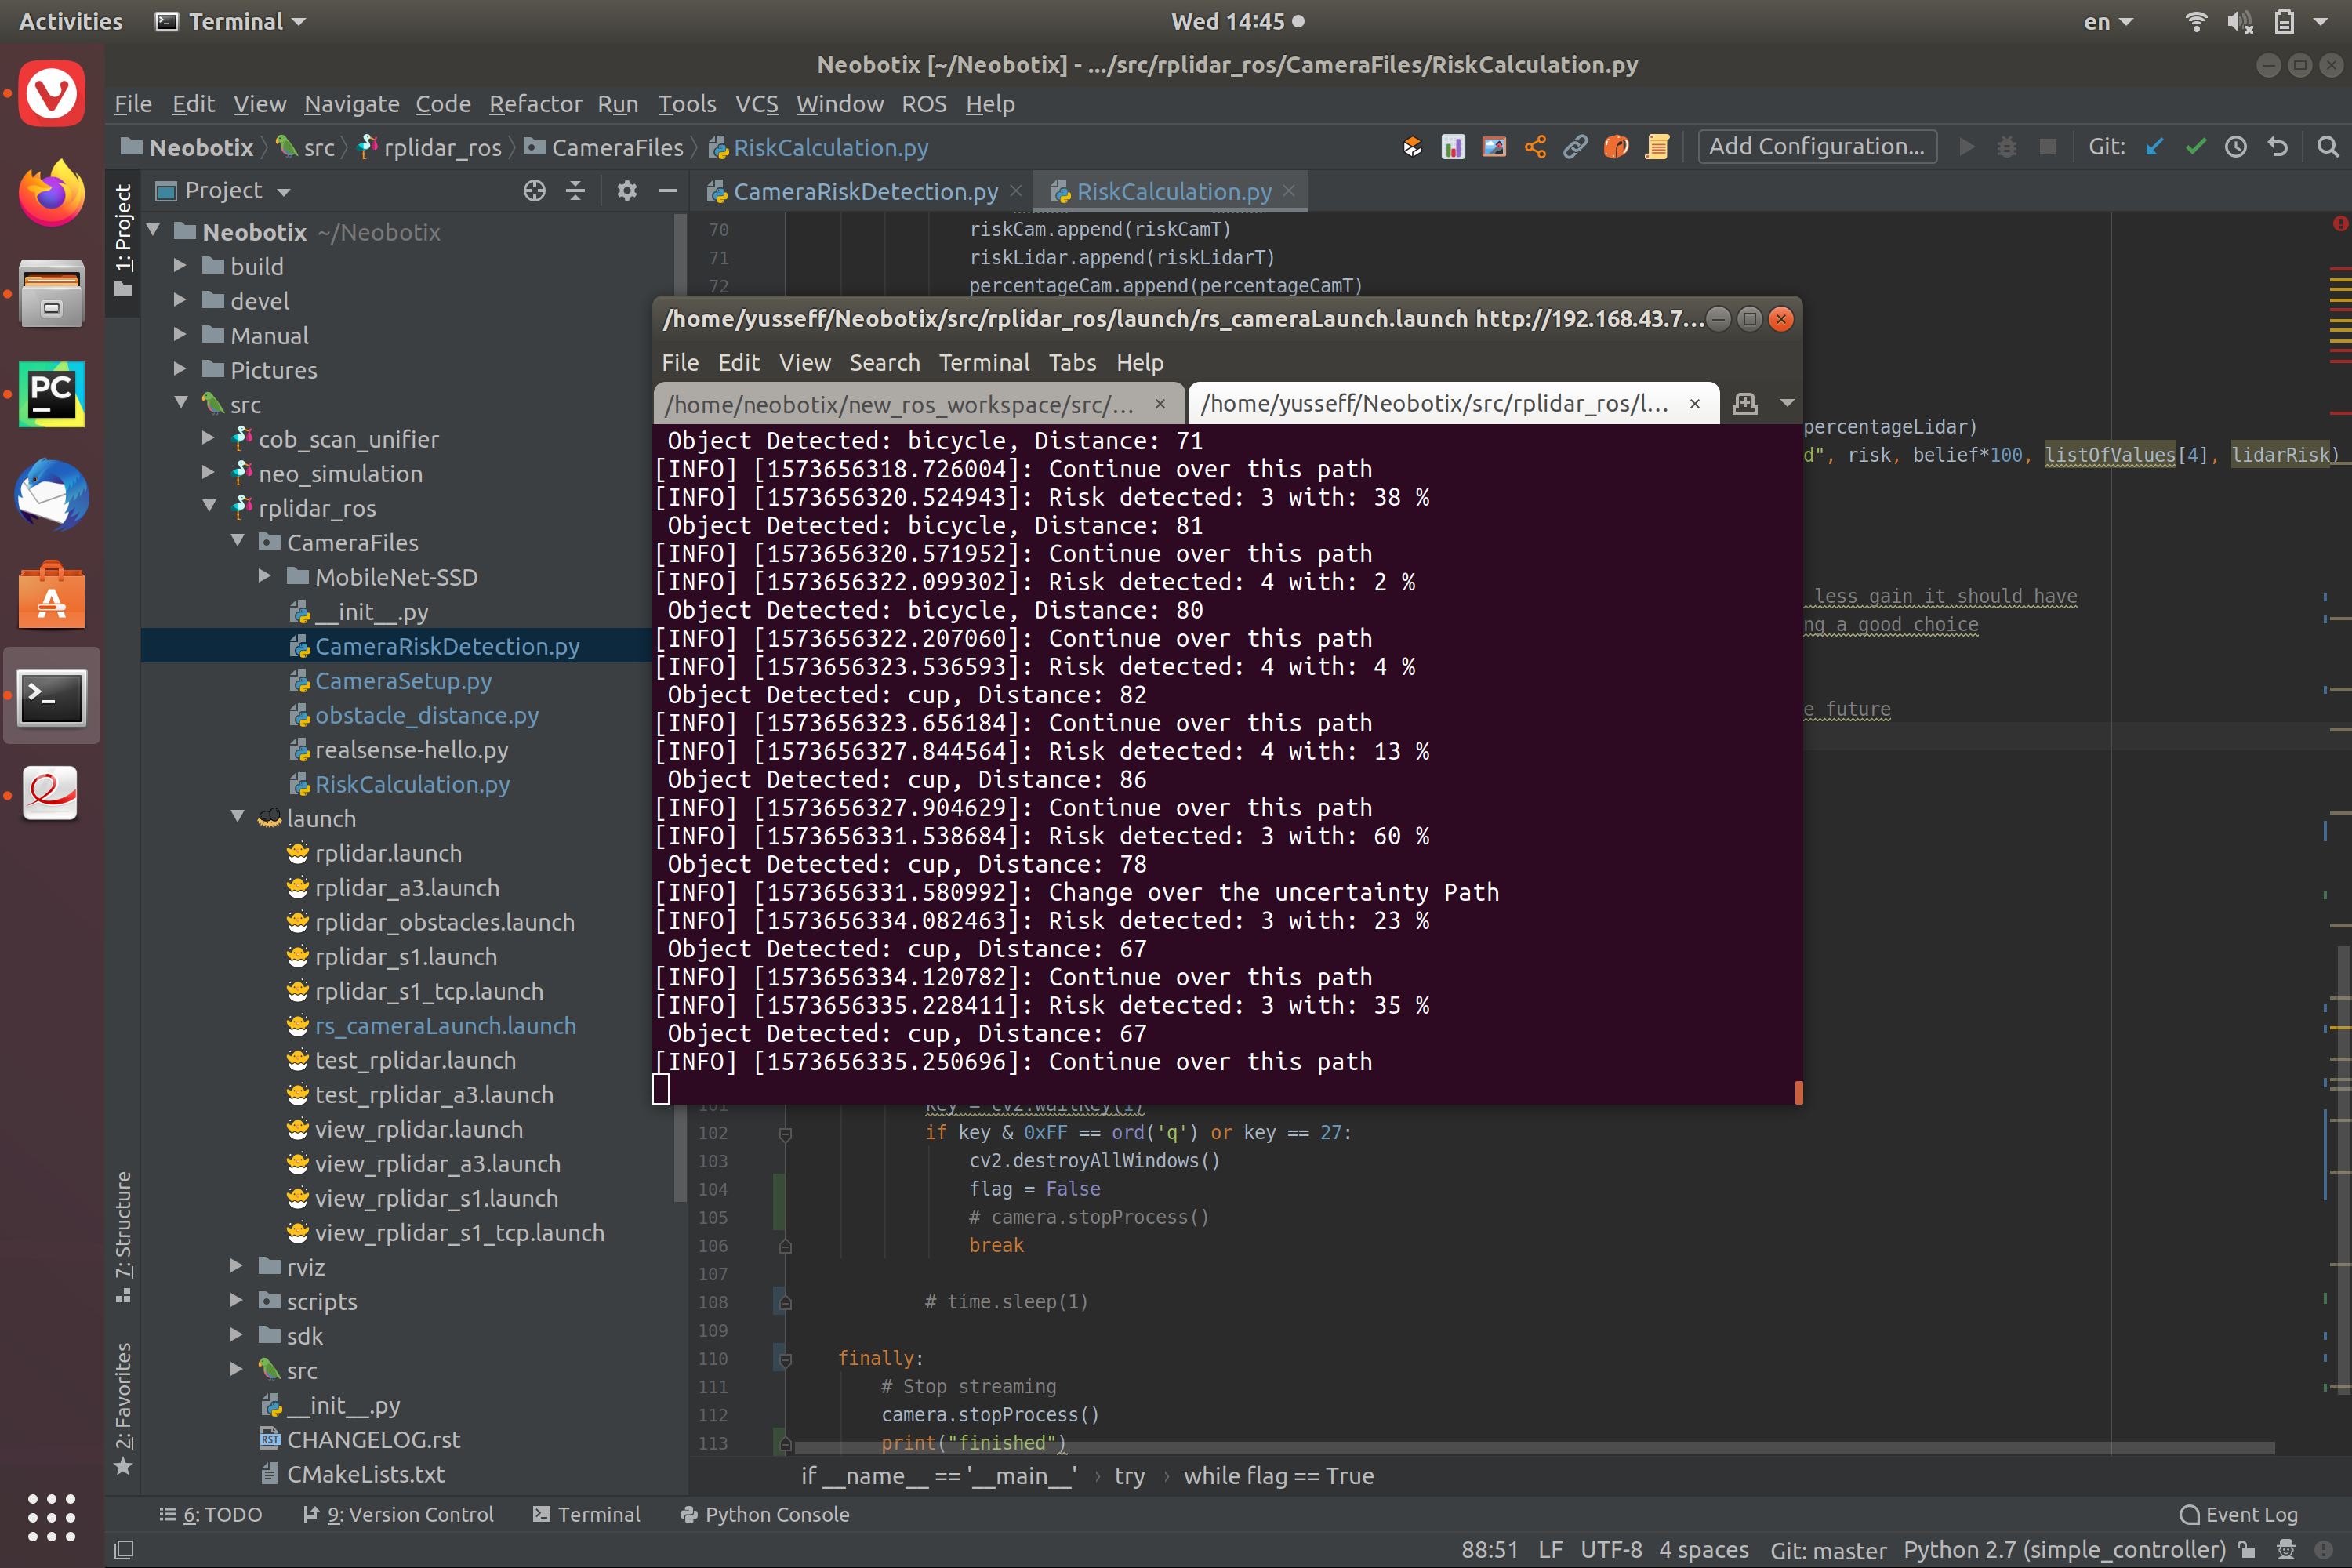 Activities
Terminal
Wed 14:45
en
Neobotix [~/Neobotix] - .../src/rplidar_ros/CameraFiles/RiskCalculation.py
File Edit View Navigate Code Refactor Run Tools VCS Window ROS Help
Neobotix src rplidar_ros CameraFiles RiskCalculation.py
Add Configuration...
Git:
1: Project
7: Structure
2: Favorites
Project
PC
Neobotix ~/Neobotix
build
devel
Manual
Pictures
src
cob_scan_unifier
neo_simulation
rplidar_ros
CameraFiles
MobileNet-SSD
__init__.py
CameraRiskDetection.py
CameraSetup.py
obstacle_distance.py
realsense-hello.py
RiskCalculation.py
launch
rplidar.launch
rplidar_a3.launch
rplidar_obstacles.launch
rplidar_s1.launch
rplidar_s1_tcp.launch
rs_cameraLaunch.launch
test_rplidar.launch
test_rplidar_a3.launch
view_rplidar.launch
view_rplidar_a3.launch
view_rplidar_s1.launch
view_rplidar_s1_tcp.launch
rviz
scripts
sdk
src
__init__.py
CHANGELOG.rst
CMakeLists.txt
CameraRiskDetection.py
RiskCalculation.py
70 riskCam.append(riskCamT)
71 riskLidar.append(riskLidarT)
72 percentageCam.append(percentageCamT)
percentageLidar)
d", risk, belief*100, listOfValues[4], lidarRisk)
less gain it should have
ng a good choice
e future
/home/yusseff/Neobotix/src/rplidar_ros/launch/rs_cameraLaunch.launch http://192.168.43.7...
File Edit View Search Terminal Tabs Help
/home/neobotix/new_ros_workspace/src/...
/home/yusseff/Neobotix/src/rplidar_ros/l...
Object Detected: bicycle, Distance: 71
[INFO] [1573656318.726004]: Continue over this path
[INFO] [1573656320.524943]: Risk detected: 3 with: 38 %
Object Detected: bicycle, Distance: 81
[INFO] [1573656320.571952]: Continue over this path
[INFO] [1573656322.099302]: Risk detected: 4 with: 2 %
Object Detected: bicycle, Distance: 80
[INFO] [1573656322.207060]: Continue over this path
[INFO] [1573656323.536593]: Risk detected: 4 with: 4 %
Object Detected: cup, Distance: 82
[INFO] [1573656323.656184]: Continue over this path
[INFO] [1573656327.844564]: Risk detected: 4 with: 13 %
Object Detected: cup, Distance: 86
[INFO] [1573656327.904629]: Continue over this path
[INFO] [1573656331.538684]: Risk detected: 3 with: 60 %
Object Detected: cup, Distance: 78
[INFO] [1573656331.580992]: Change over the uncertainty Path
[INFO] [1573656334.082463]: Risk detected: 3 with: 23 %
Object Detected: cup, Distance: 67
[INFO] [1573656334.120782]: Continue over this path
[INFO] [1573656335.228411]: Risk detected: 3 with: 35 %
Object Detected: cup, Distance: 67
[INFO] [1573656335.250696]: Continue over this path
101 key = cv2.waitKey(1)
102 if key & 0xFF == ord('q') or key == 27:
103 cv2.destroyAllWindows()
104 flag = False
105 # camera.stopProcess()
106 break
107
108 # time.sleep(1)
109
110 finally:
111 # Stop streaming
112 camera.stopProcess()
113 print("finished")
if __name__ == '__main__' › try › while flag == True
6: TODO 9: Version Control Terminal Python Console Event Log
88:51 LF UTF-8 4 spaces Git: master Python 2.7 (simple_controller)